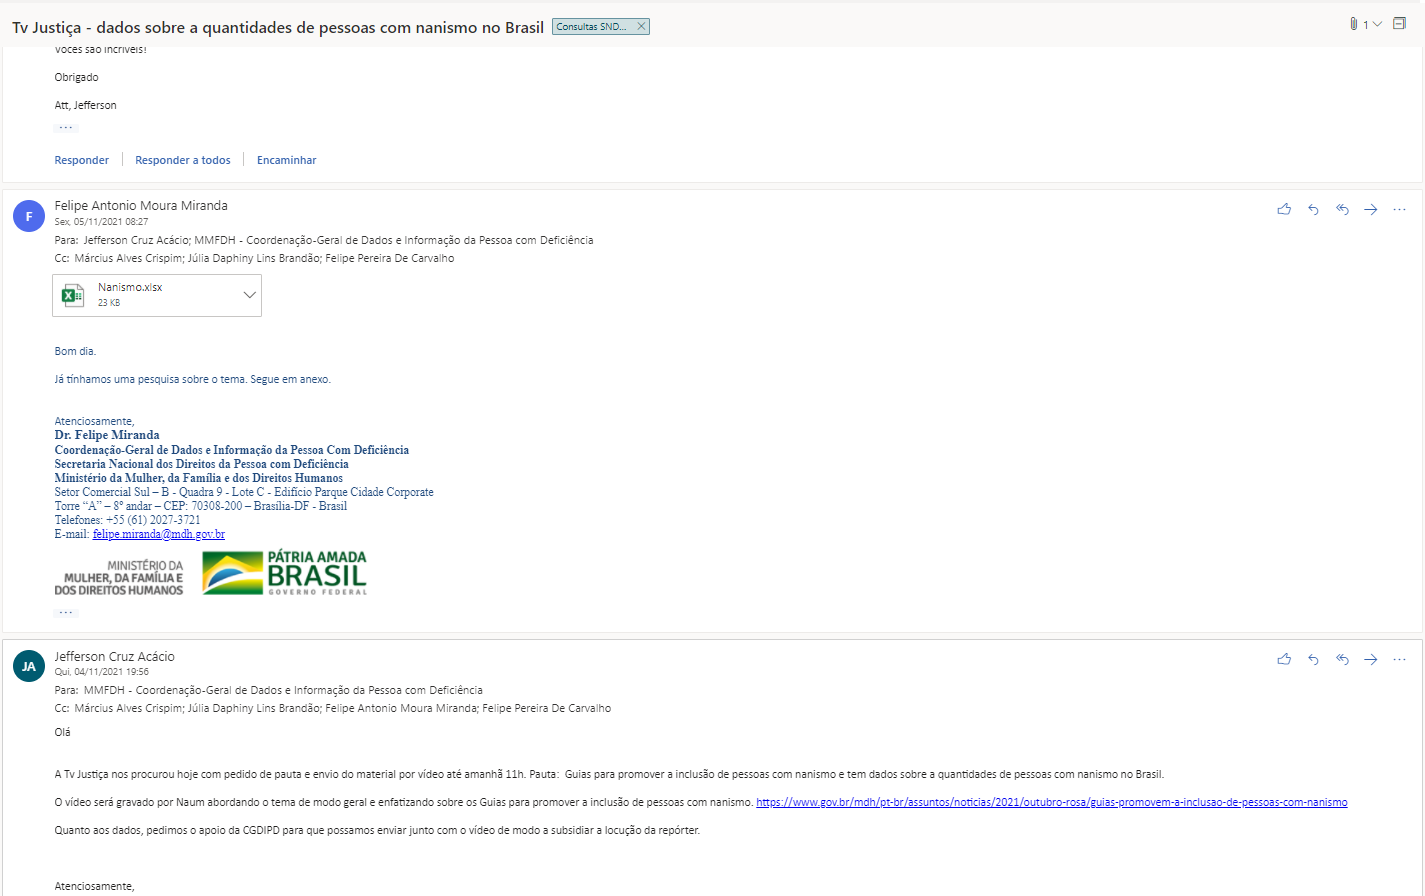 Tv Justiça - dados sobre a quantidades de pessoas com nanismo no Brasil
Consultas SND...
1
Vocês são incríveis!
Obrigado
Att, Jefferson
...
Responder
Responder a todos
Encaminhar
F
Felipe Antonio Moura Miranda
Sex, 05/11/2021 08:27
Para: Jefferson Cruz Acácio; MMFDH - Coordenação-Geral de Dados e Informação da Pessoa com Deficiência
Cc: Március Alves Crispim; Júlia Daphiny Lins Brandão; Felipe Pereira De Carvalho
Nanismo.xlsx
23 KB
Bom dia.
Já tínhamos uma pesquisa sobre o tema. Segue em anexo.
Atenciosamente,
Dr. Felipe Miranda
Coordenação-Geral de Dados e Informação da Pessoa Com Deficiência
Secretaria Nacional dos Direitos da Pessoa com Deficiência
Ministério da Mulher, da Família e dos Direitos Humanos
Setor Comercial Sul – B - Quadra 9 - Lote C - Edifício Parque Cidade Corporate
Torre “A” – 8º andar – CEP: 70308-200 – Brasília-DF - Brasil
Telefones: +55 (61) 2027-3721
E-mail: felipe.miranda@mdh.gov.br
MINISTÉRIO DA
MULHER, DA FAMÍLIA E
DOS DIREITOS HUMANOS
PÁTRIA AMADA
BRASIL
GOVERNO FEDERAL
...
JA
Jefferson Cruz Acácio
Qui, 04/11/2021 19:56
Para: MMFDH - Coordenação-Geral de Dados e Informação da Pessoa com Deficiência
Cc: Március Alves Crispim; Júlia Daphiny Lins Brandão; Felipe Antonio Moura Miranda; Felipe Pereira De Carvalho
Olá
A Tv Justiça nos procurou hoje com pedido de pauta e envio do material por vídeo até amanhã 11h. Pauta: Guias para promover a inclusão de pessoas com nanismo e tem dados sobre a quantidades de pessoas com nanismo no Brasil.
O vídeo será gravado por Naum abordando o tema de modo geral e enfatizando sobre os Guias para promover a inclusão de pessoas com nanismo. https://www.gov.br/mdh/pt-br/assuntos/noticias/2021/outubro-rosa/guias-promovem-a-inclusao-de-pessoas-com-nanismo
Quanto aos dados, pedimos o apoio da CGDIPD para que possamos enviar junto com o vídeo de modo a subsidiar a locução da repórter.
Atenciosamente,